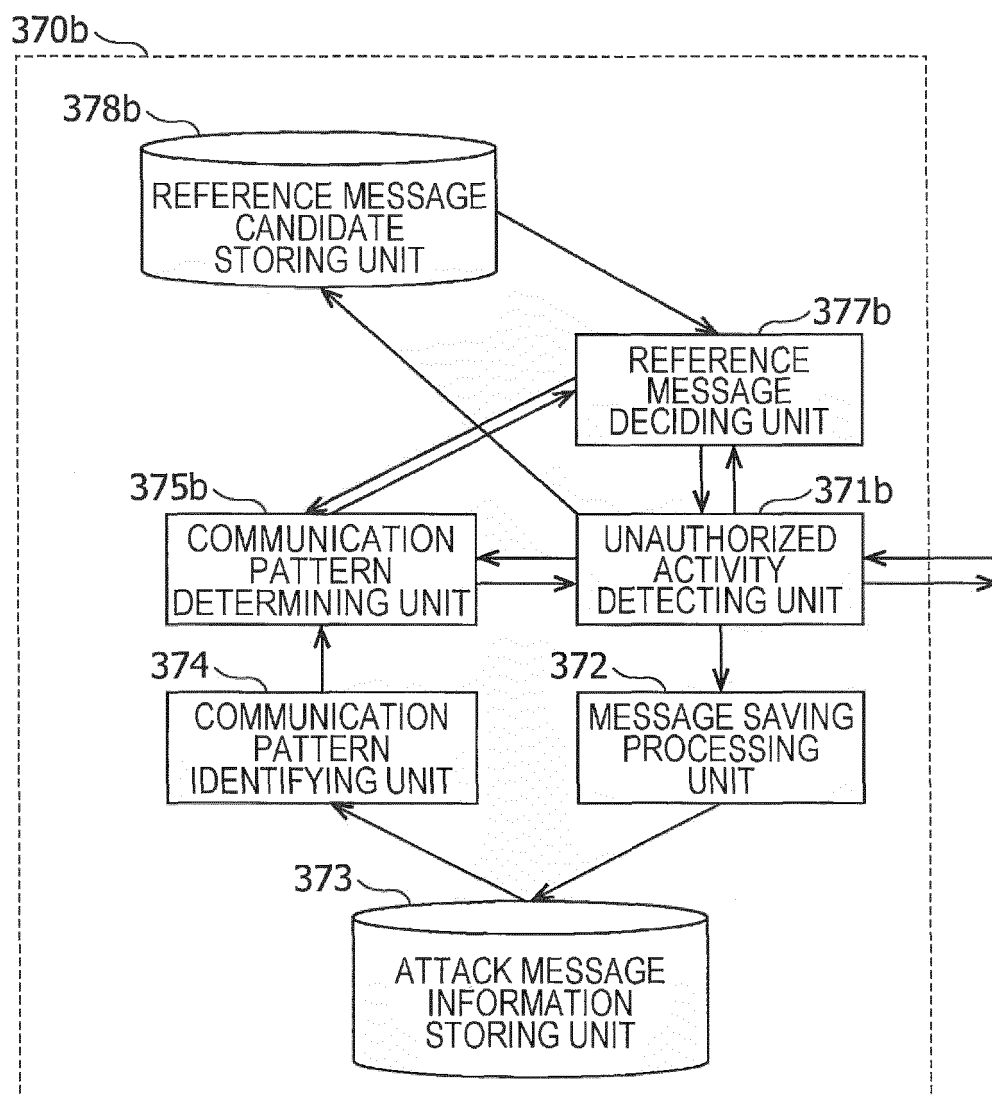 370b
378b
REFERENCE MESSAGE
CANDIDATE
STORING UNIT
377b
REFERENCE
MESSAGE
DECIDING UNIT
375b
COMMUNICATION
PATTERN
DETERMINING UNIT
371b
UNAUTHORIZED
ACTIVITY
DETECTING UNIT
374
COMMUNICATION
PATTERN
IDENTIFYING UNIT
372
MESSAGE SAVING
PROCESSING
UNIT
373
ATTACK MESSAGE
INFORMATION
STORING UNIT